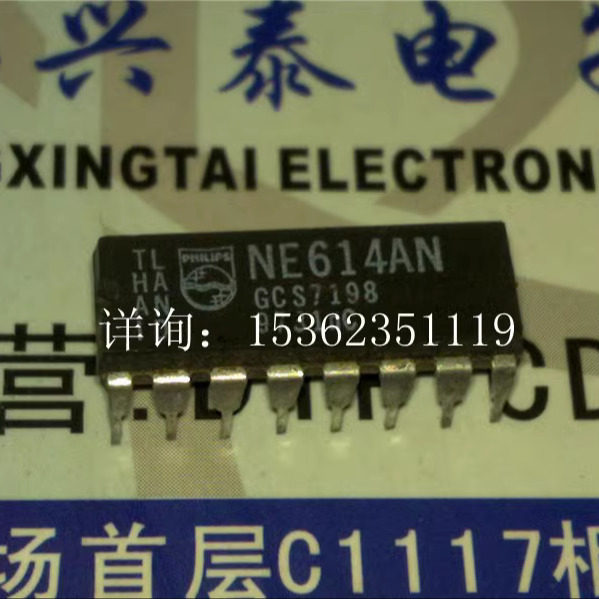 兴泰电
XINGTAI ELECTRON
TL
HA
AN
PHILIPS
NE614AN
GCS7198
详询：15362351119
营:
CD
场首层C1117柜